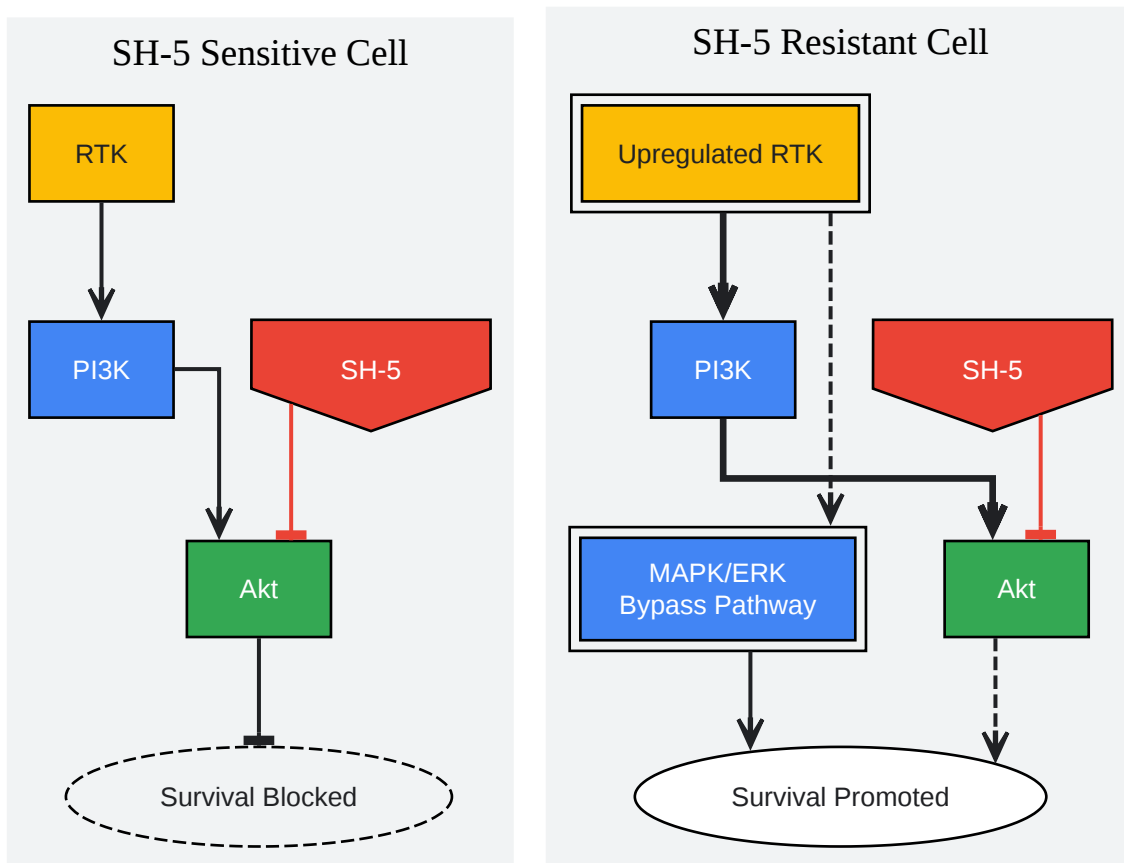 SH-5 Sensitive Cell
RTK
PI3K
SH-5
Akt
Survival Blocked
SH-5 Resistant Cell
Upregulated RTK
PI3K
SH-5
MAPK/ERK
Bypass Pathway
Akt
Survival Promoted